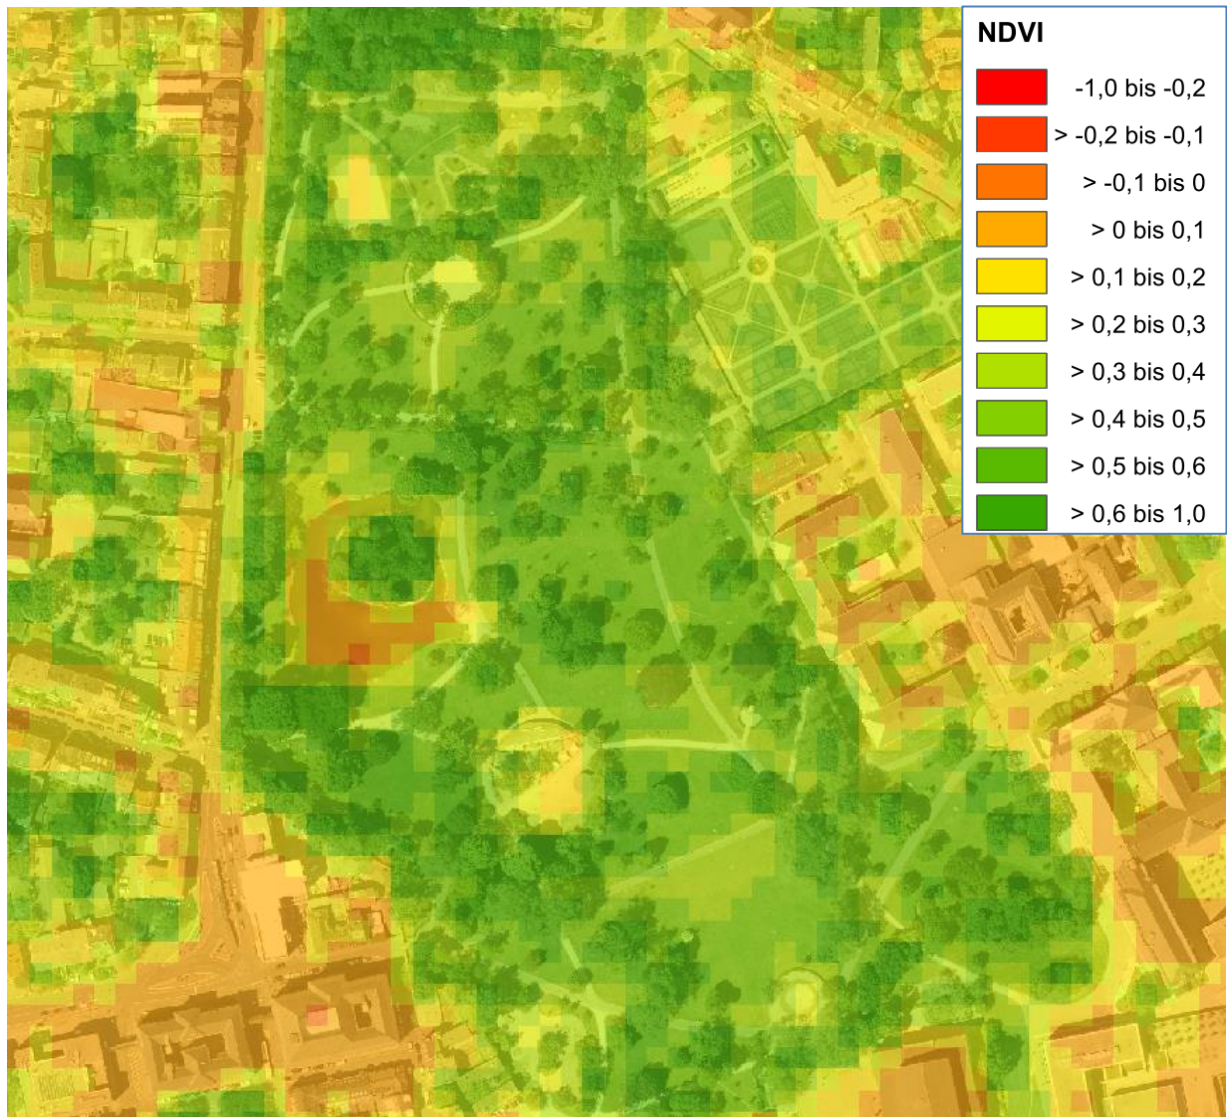 NDVI
-1,0 bis -0,2
> -0,2 bis -0,1
> -0,1 bis 0
> 0 bis 0,1
> 0,1 bis 0,2
> 0,2 bis 0,3
> 0,3 bis 0,4
> 0,4 bis 0,5
> 0,5 bis 0,6
> 0,6 bis 1,0